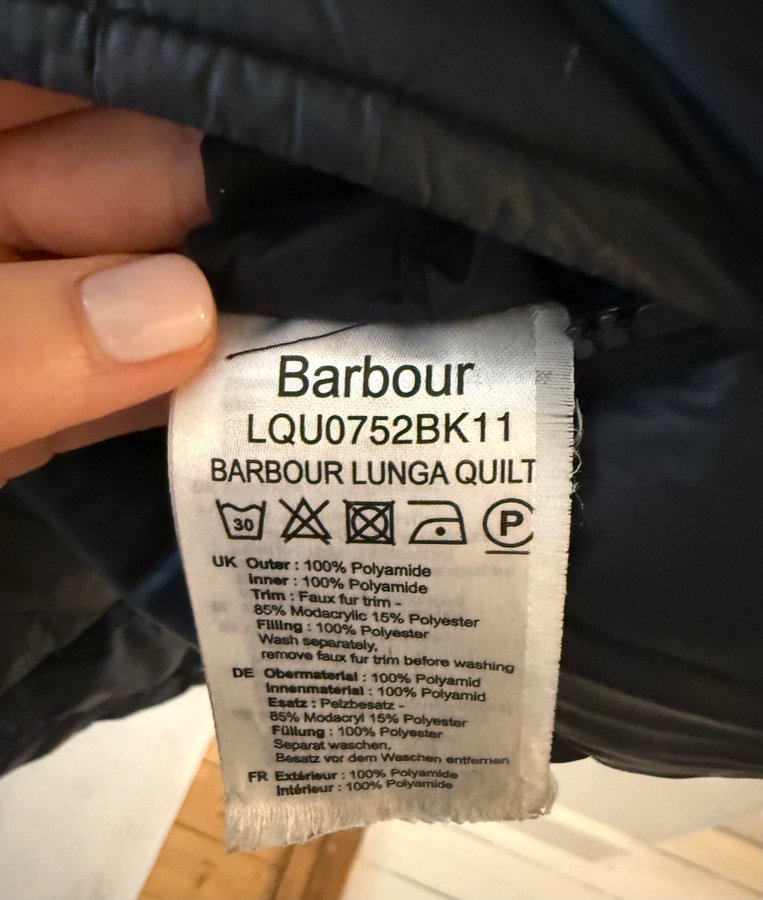 Barbour
LQU0752BK11
BARBOUR LUNGA QUILT
30 P
UK Outer : 100% Polyamide
Inner : 100% Polyamide
Trim : Faux fur trim -
85% Modacrylic 15% Polyester
Filling : 100% Polyester
Wash separately,
remove faux fur trim before washing
DE Obermaterial : 100% Polyamid
Innenmaterial : 100% Polyamid
Esatz : Pelzbesatz -
85% Modacryl 15% Polyester
Füllung : 100% Polyester
Separat waschen,
Besatz vor dem Waschen entfernen
FR Extérieur : 100% Polyamide
Intérieur : 100% Polyamide